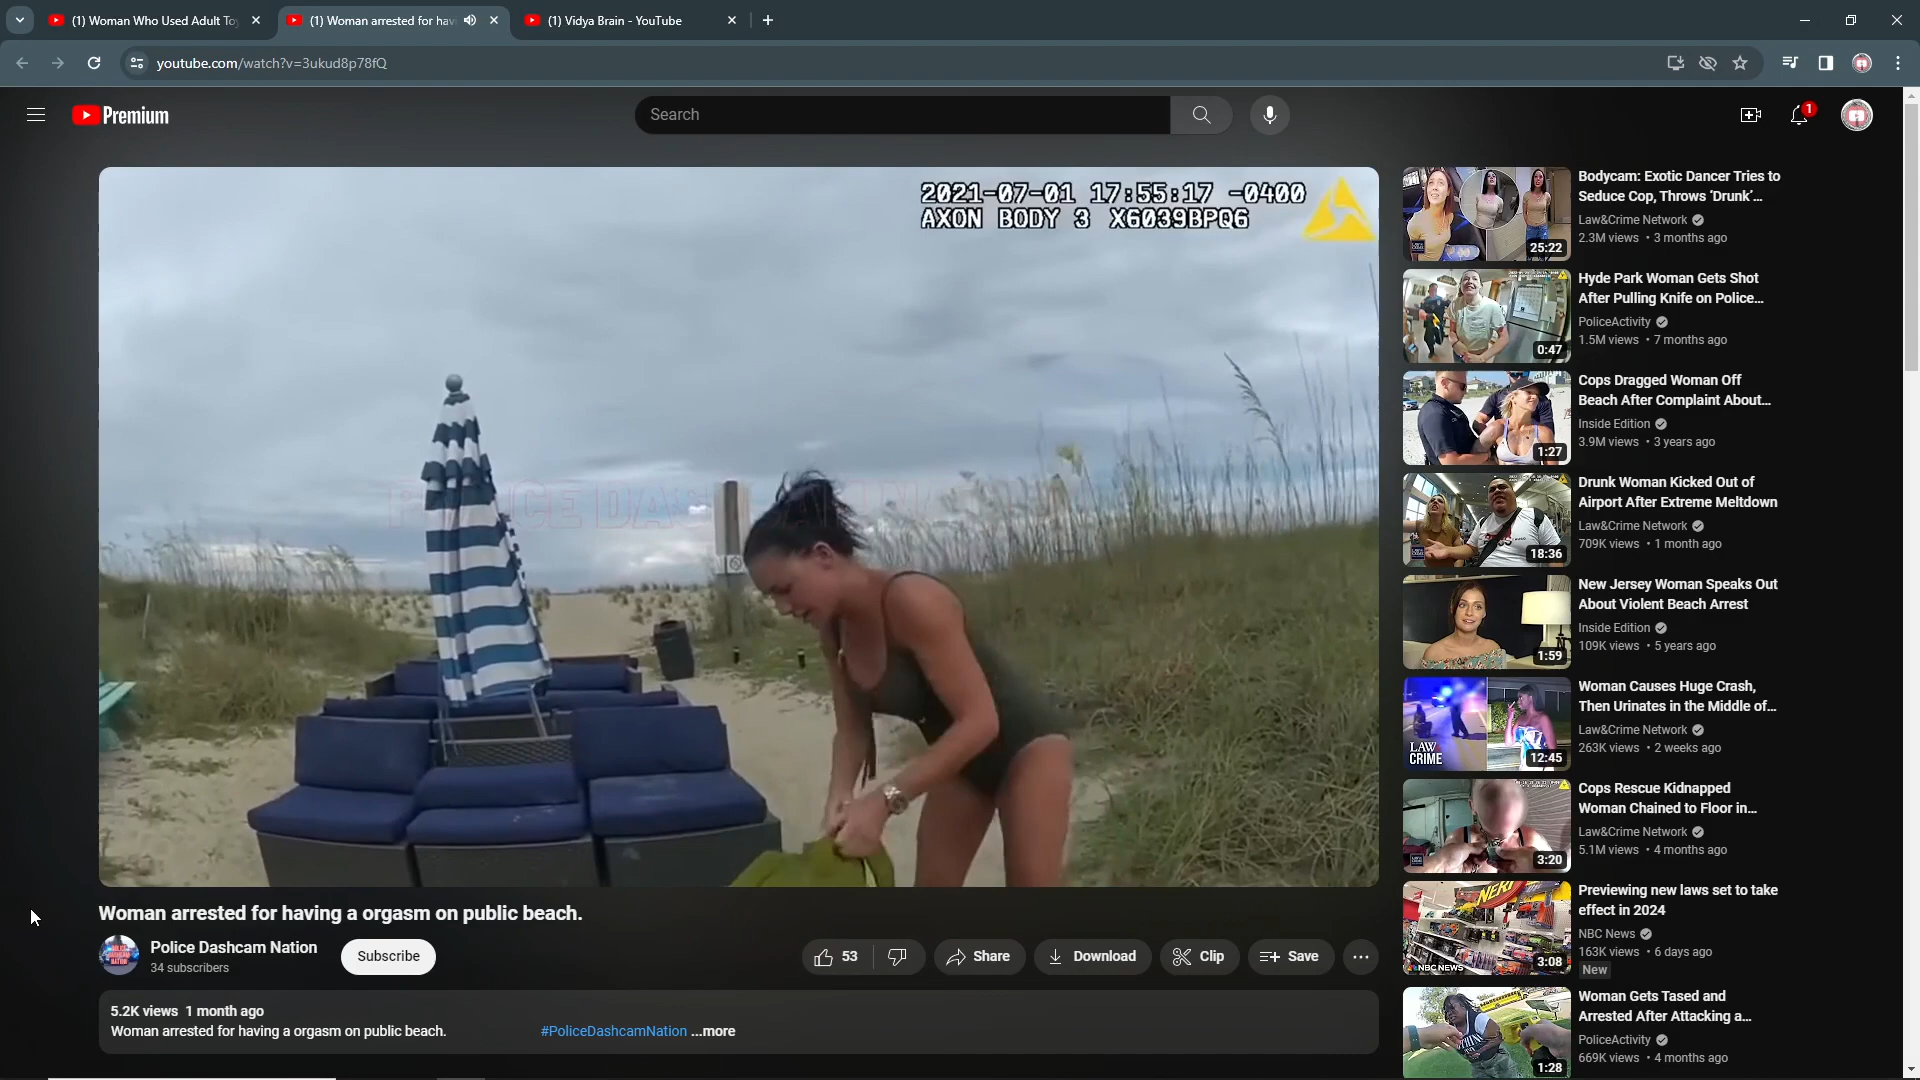 (1) Woman Who Used Adult To
(1) Woman arrested for hav
(1) Vidya Brain - YouTube
youtube.com/watch?v=3ukud8p78fQ
Premium
Search
1
2021-07-01 17:55:17 -0400
AXON BODY 3 X6039BPQ6
Woman arrested for having a orgasm on public beach.
Police Dashcam Nation
34 subscribers
Subscribe
53
Share
Download
Clip
Save
5.2K views 1 month ago
Woman arrested for having a orgasm on public beach. #PoliceDashcamNation ...more
25:22
Bodycam: Exotic Dancer Tries to
Seduce Cop, Throws ‘Drunk’...
Law&Crime Network
2.3M views • 3 months ago
0:47
Hyde Park Woman Gets Shot
After Pulling Knife on Police...
PoliceActivity
1.5M views • 7 months ago
1:27
Cops Dragged Woman Off
Beach After Complaint About...
Inside Edition
3.9M views • 3 years ago
18:36
Drunk Woman Kicked Out of
Airport After Extreme Meltdown
Law&Crime Network
709K views • 1 month ago
1:59
New Jersey Woman Speaks Out
About Violent Beach Arrest
Inside Edition
109K views • 5 years ago
LAW
CRIME
12:45
Woman Causes Huge Crash,
Then Urinates in the Middle of...
Law&Crime Network
263K views • 2 weeks ago
3:20
Cops Rescue Kidnapped
Woman Chained to Floor in...
Law&Crime Network
5.1M views • 4 months ago
NERF
NBC NEWS
3:08
Previewing new laws set to take
effect in 2024
NBC News
163K views • 6 days ago
New
1:28
Woman Gets Tased and
Arrested After Attacking a...
PoliceActivity
669K views • 4 months ago